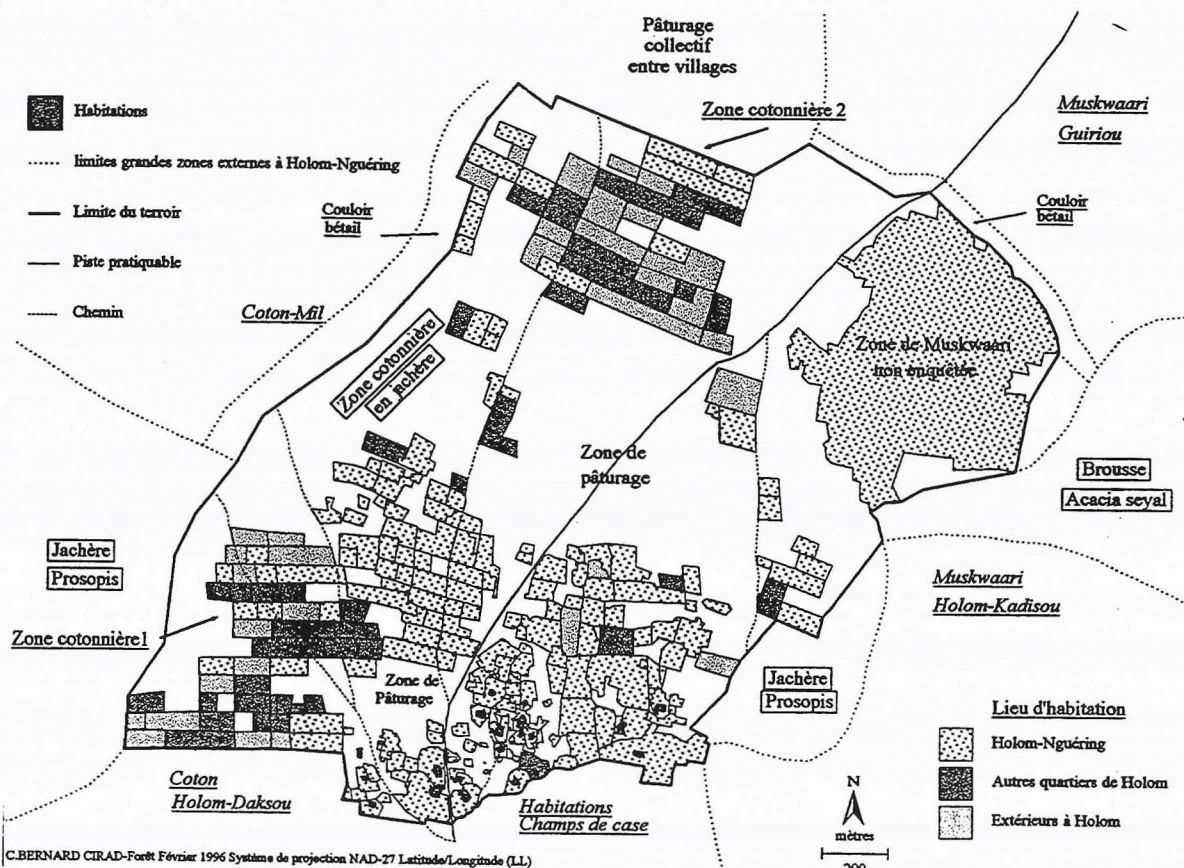 Pâturage
collectif
entre villages
Habitations
limites grandes zones externes à Holom-Nguéring
Limite du terroir
Piste pratiquable
Chemin
Zone cotonnière 2
Muskwaari
Guiriou
Couloir
bétail
Couloir
bétail
Coton-Mil
Zone cotonnière
en jachère
Zone de Muskwaari
non enquêtée
Zone de
pâturage
Brousse
Acacia seyal
Jachère
Prosopis
Muskwaari
Holom-Kadisou
Zone cotonnière1
Zone de
Pâturage
Jachère
Prosopis
Lieu d'habitation
Holom-Nguéring
Autres quartiers de Holom
Extérieurs à Holom
Coton
Holom-Daksou
Habitations
Champs de case
N
mètres
200
C.BERNARD CIRAD-Forêt Février 1996 Système de projection NAD-27 Latitude/Longitude (LL)